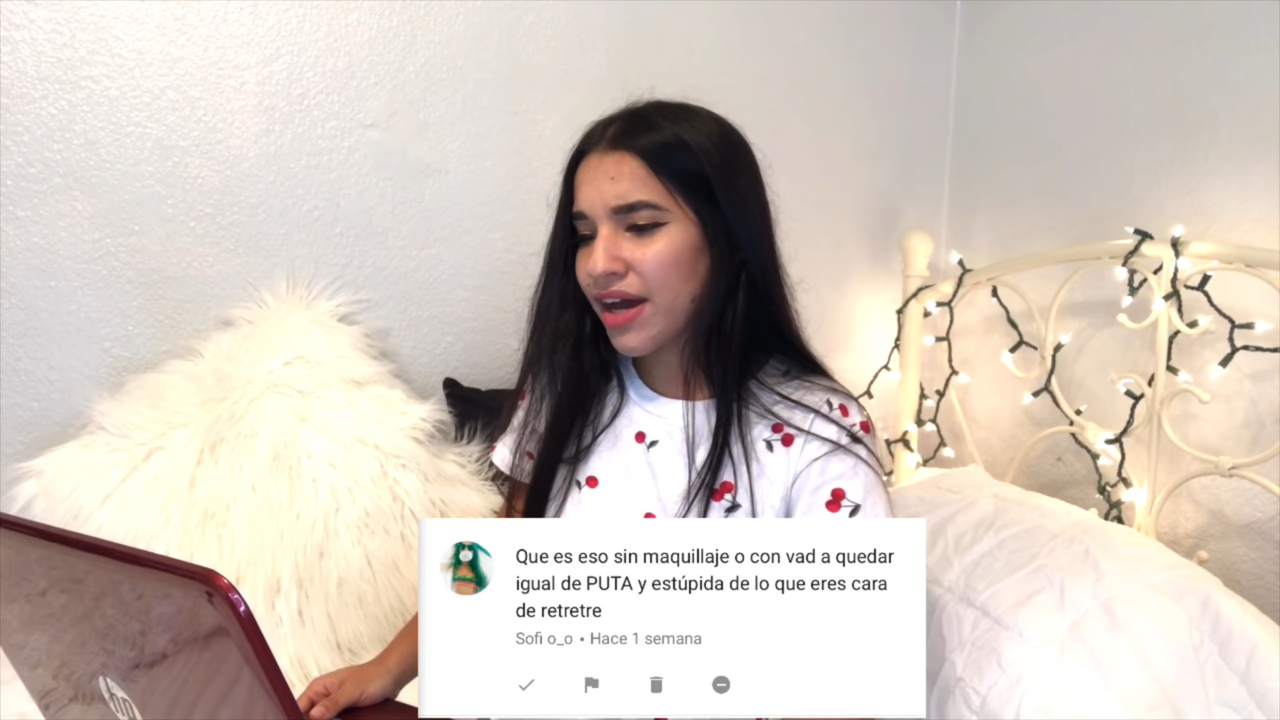 Que es eso sin maquillaje o con vad a quedar
igual de PUTA y estúpida de lo que eres cara
de retretre
Sofi o_o • Hace 1 semana
hp